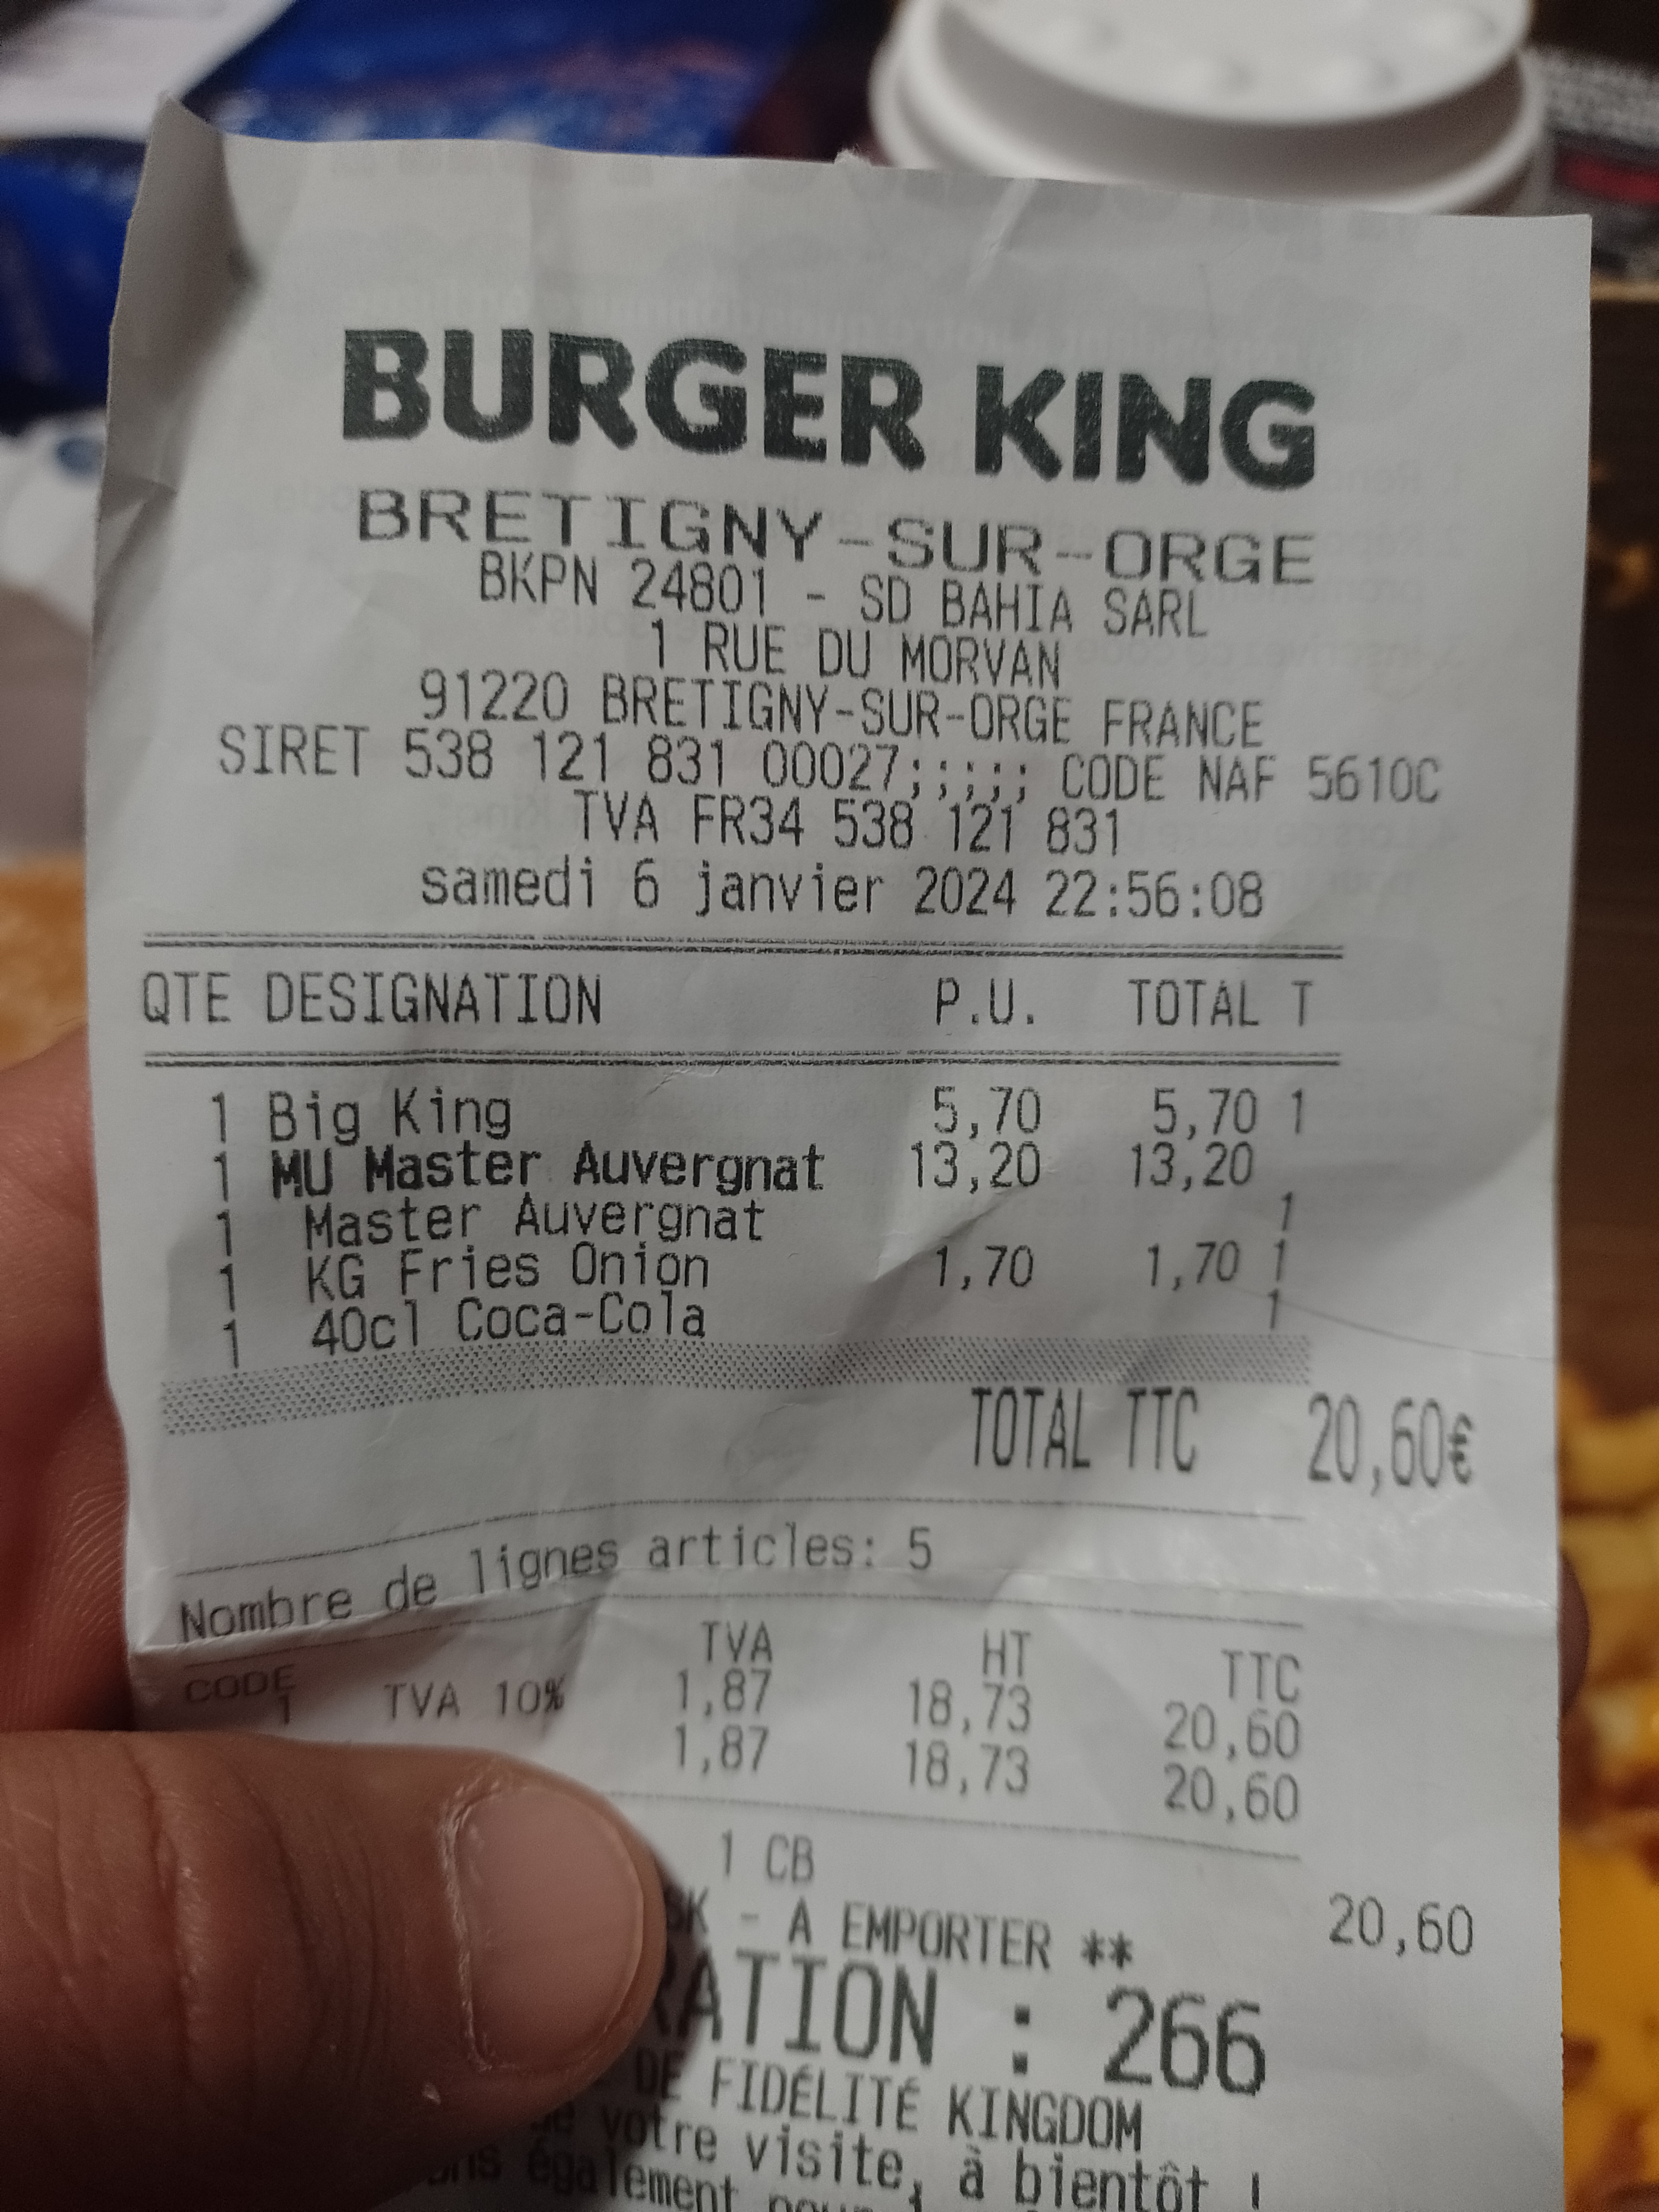 BURGER KING
BRETIGNY-SUR-ORGE
BKPN 24801 - SD BAHIA SARL
1 RUE DU MORVAN
91220 BRETIGNY-SUR-ORGE FRANCE
SIRET 538 121 831 00027;;;;; CODE NAF 5610C
TVA FR34 538 121 831
samedi 6 janvier 2024 22:56:08
QTE DESIGNATION P.U. TOTAL T
1 Big King 5,70 5,70 1
1 MU Master Auvergnat 13,20 13,20
1 Master Auvergnat 1
1 KG Fries Onion 1,70 1,70 1
1 40cl Coca-Cola 1
TOTAL TTC 20,60€
Nombre de lignes articles: 5
CODE TVA HT TTC
1 TVA 10% 1,87 18,73 20,60
1,87 18,73 20,60
1 CB 20,60
- A EMPORTER **
RATION : 266
DE FIDÉLITÉ KINGDOM
de votre visite, à bientôt !
également